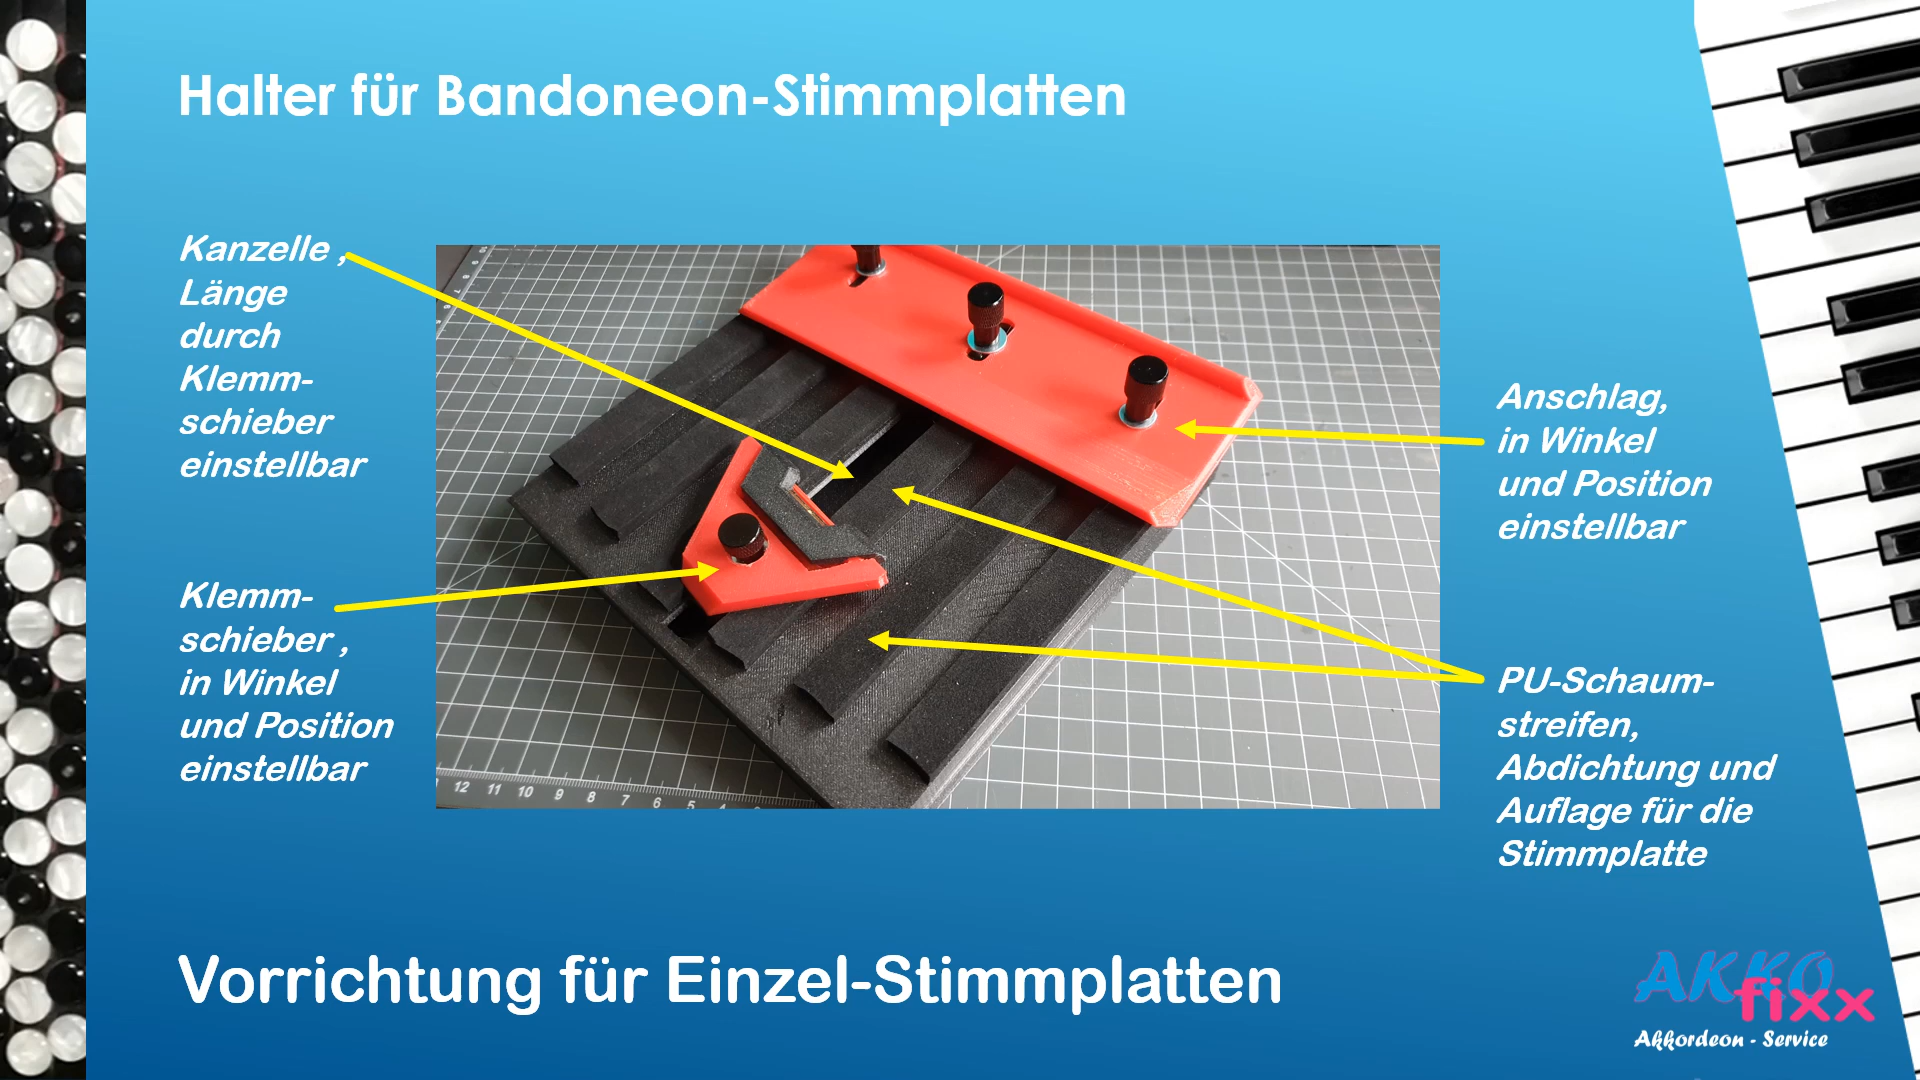 Halter für Bandoneon-Stimmplatten
Kanzelle ,
Länge
durch
Klemm-
schieber
einstellbar
Klemm-
schieber ,
in Winkel
und Position
einstellbar
Anschlag,
in Winkel
und Position
einstellbar
PU-Schaum-
streifen,
Abdichtung und
Auflage für die
Stimmplatte
12 11 10 9 8 7 6 5 4
Vorrichtung für Einzel-Stimmplatten
AKKO
fixx
Akkordeon - Service